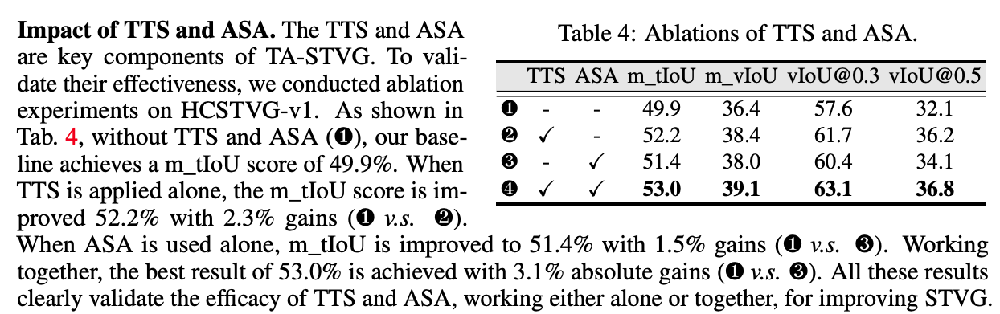 Impact of TTS and ASA. The TTS and ASA
are key components of TA-STVG. To vali-
date their effectiveness, we conducted ablation
experiments on HCSTVG-v1. As shown in
Tab. 4, without TTS and ASA (❶), our base-
line achieves a m_tIoU score of 49.9%. When
TTS is applied alone, the m_tIoU score is im-
proved 52.2% with 2.3% gains (❶ v.s. ❷).
When ASA is used alone, m_tIoU is improved to 51.4% with 1.5% gains (❶ v.s. ❸). Working
together, the best result of 53.0% is achieved with 3.1% absolute gains (❶ v.s. ❸). All these results
clearly validate the efficacy of TTS and ASA, working either alone or together, for improving STVG.
Table 4: Ablations of TTS and ASA.
TTS ASA m_tIoU m_vIoU vIoU@0.3 vIoU@0.5
❶ - - 49.9 36.4 57.6 32.1
❷ ✓ - 52.2 38.4 61.7 36.2
❸ - ✓ 51.4 38.0 60.4 34.1
❹ ✓ ✓ 53.0 39.1 63.1 36.8